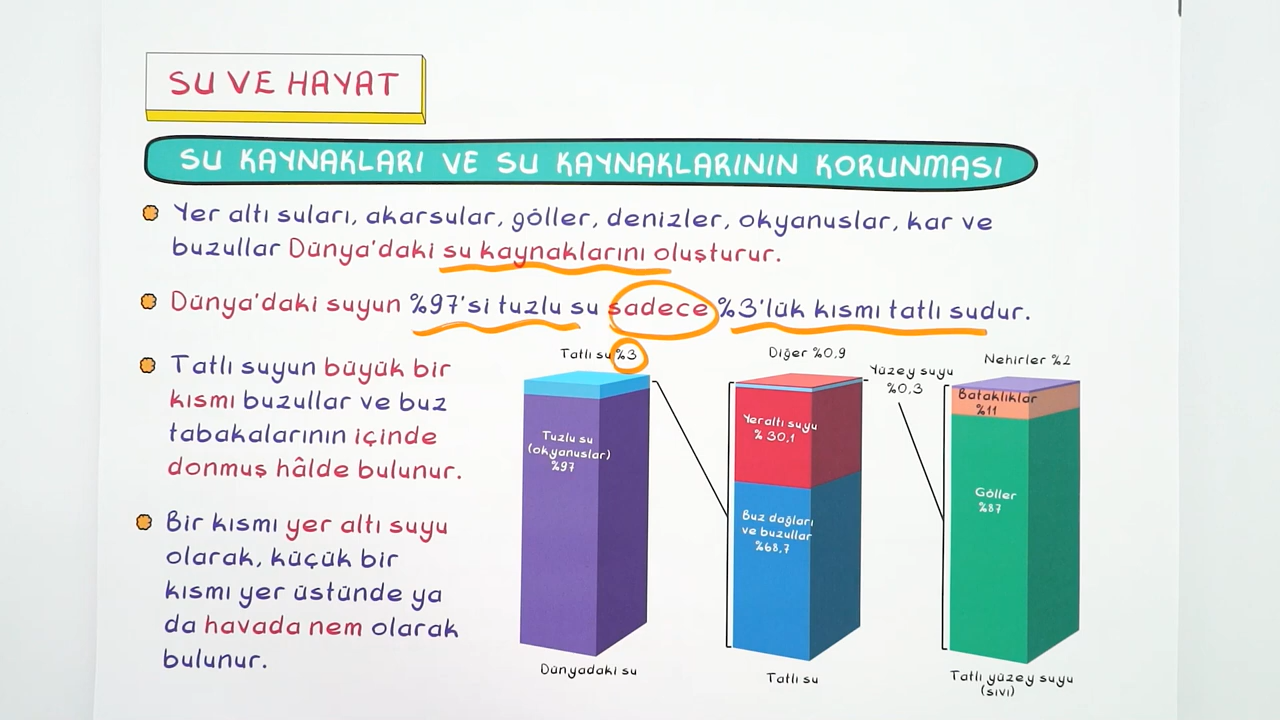 SU VE HAYAT
SU KAYNAKLARI VE SU KAYNAKLARININ KORUNMASI
Yer altı suları, akarsular, göller, denizler, okyanuslar, kar ve
buzullar Dünya'daki su kaynaklarını oluşturur.
Dünya'daki suyun %97'si tuzlu su sadece %3'lük kısmı tatlı sudur.
Tatlı suyun büyük bir
kısmı buzullar ve buz
tabakalarının içinde
donmuş hâlde bulunur.
Bir kısmı yer altı suyu
olarak, küçük bir
kısmı yer üstünde ya
da havada nem olarak
bulunur.
Tatlı su %3
Tuzlu su
(okyanuslar)
%97
Dünyadaki su
Diğer %0,9
Yüzey suyu
%0,3
Yeraltı suyu
% 30,1
Buz dağları
ve buzullar
%68,7
Tatlı su
Nehirler %2
Bataklıklar
%11
Göller
%87
Tatlı yüzey suyu
(sıvı)